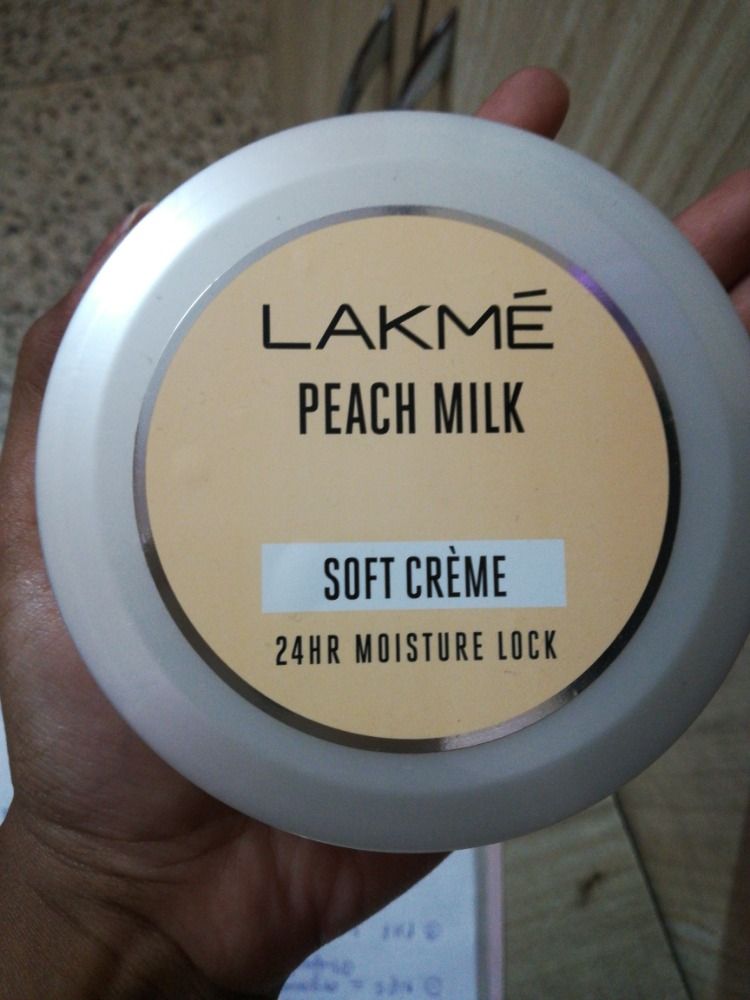 LAKMÉ
PEACH MILK
SOFT CRÈME
24HR MOISTURE LOCK